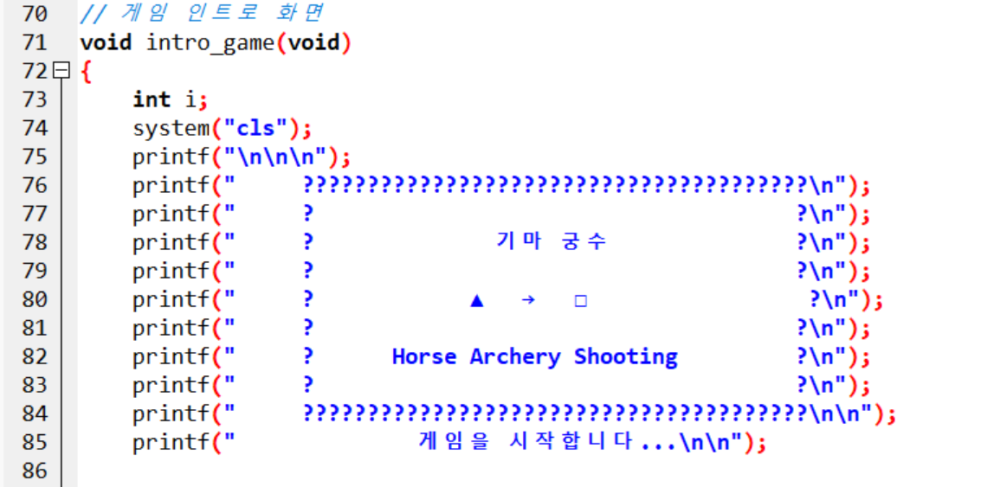 70 // 게임 인트로 화면
71 void intro_game(void)
72 {
73 int i;
74 system("cls");
75 printf("\n\n\n");
76 printf("     ???????????????????????????????????????\n");
77 printf("     ?                                     ?\n");
78 printf("     ?              기마 궁수               ?\n");
79 printf("     ?                                     ?\n");
80 printf("     ?            ▲   →   □                 ?\n");
81 printf("     ?                                     ?\n");
82 printf("     ?      Horse Archery Shooting         ?\n");
83 printf("     ?                                     ?\n");
84 printf("     ???????????????????????????????????????\n\n");
85 printf("              게임을 시작합니다...\n\n");
86